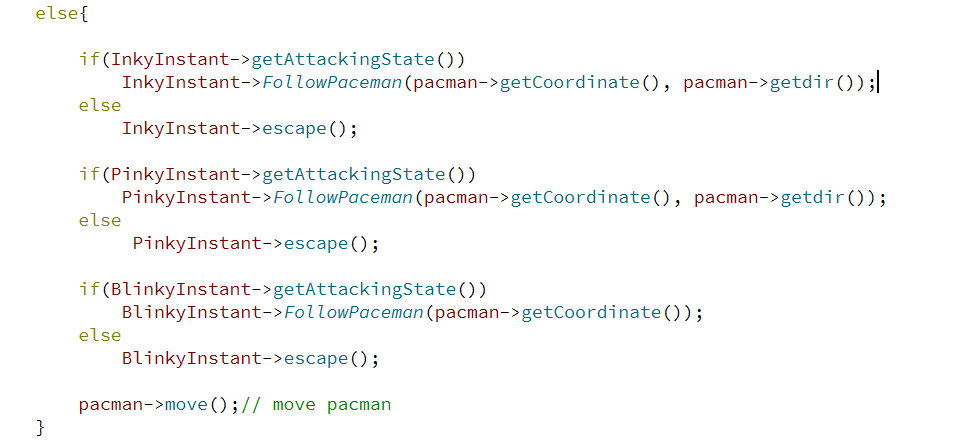 else{
if(InkyInstant->getAttackingState())
InkyInstant->FollowPaceman(pacman->getCoordinate(), pacman->getdir());
else
InkyInstant->escape();
if(PinkyInstant->getAttackingState())
PinkyInstant->FollowPaceman(pacman->getCoordinate(), pacman->getdir());
else
PinkyInstant->escape();
if(BlinkyInstant->getAttackingState())
BlinkyInstant->FollowPaceman(pacman->getCoordinate());
else
BlinkyInstant->escape();
pacman->move();// move pacman
}